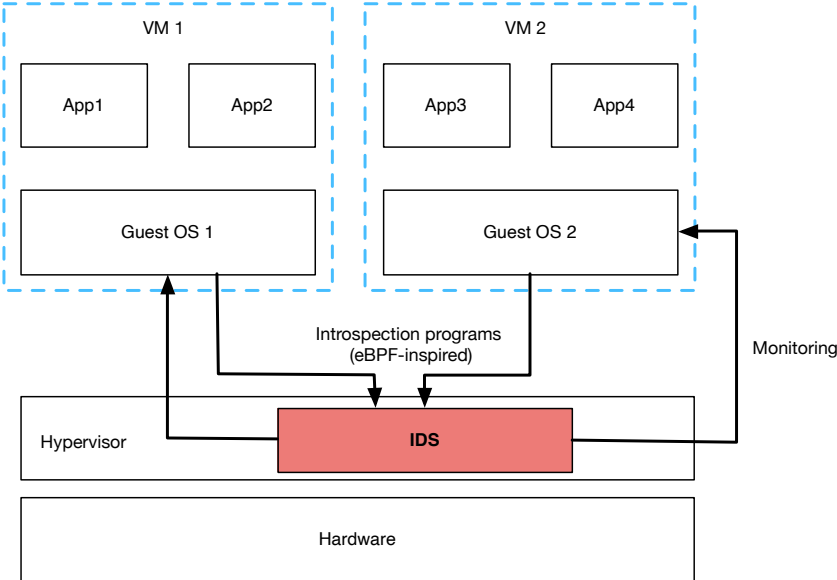 VM 1
VM 2
App1
App2
App3
App4
Guest OS 1
Guest OS 2
Introspection programs
(eBPF-inspired)
Monitoring
Hypervisor
IDS
Hardware